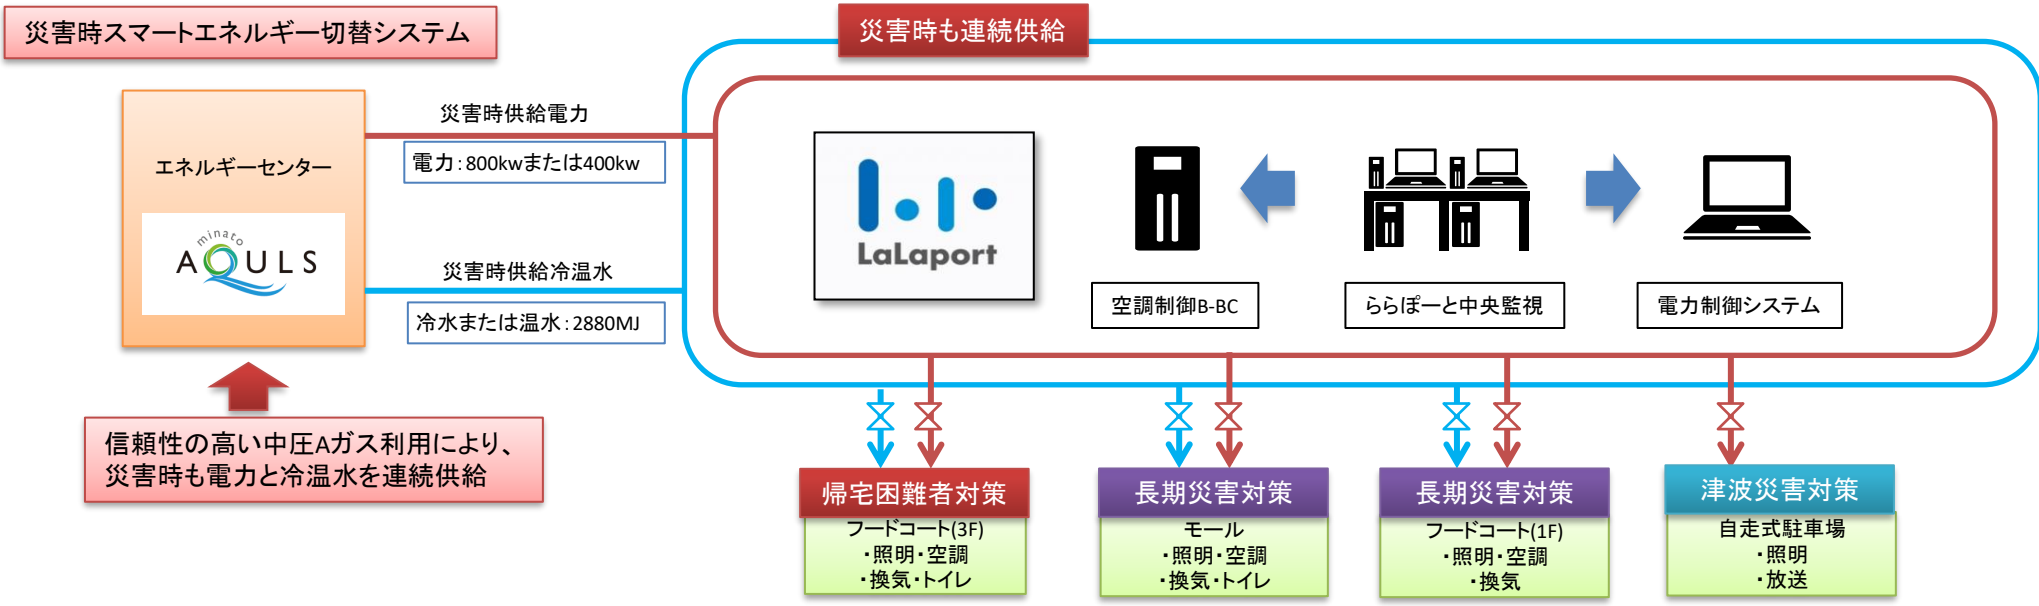 災害時スマートエネルギー切替システム
災害時も連続供給
エネルギーセンター
minato
AQULS
災害時供給電力
電力：800kwまたは400kw
災害時供給冷温水
冷水または温水：2880MJ
信頼性の高い中圧Aガス利用により、
災害時も電力と冷温水を連続供給
LaLaport
空調制御B-BC
ららぽーと中央監視
電力制御システム
帰宅困難者対策
フードコート(3F)
・照明・空調
・換気・トイレ
長期災害対策
モール
・照明・空調
・換気・トイレ
長期災害対策
フードコート(1F)
・照明・空調
・換気
津波災害対策
自走式駐車場
・照明
・放送